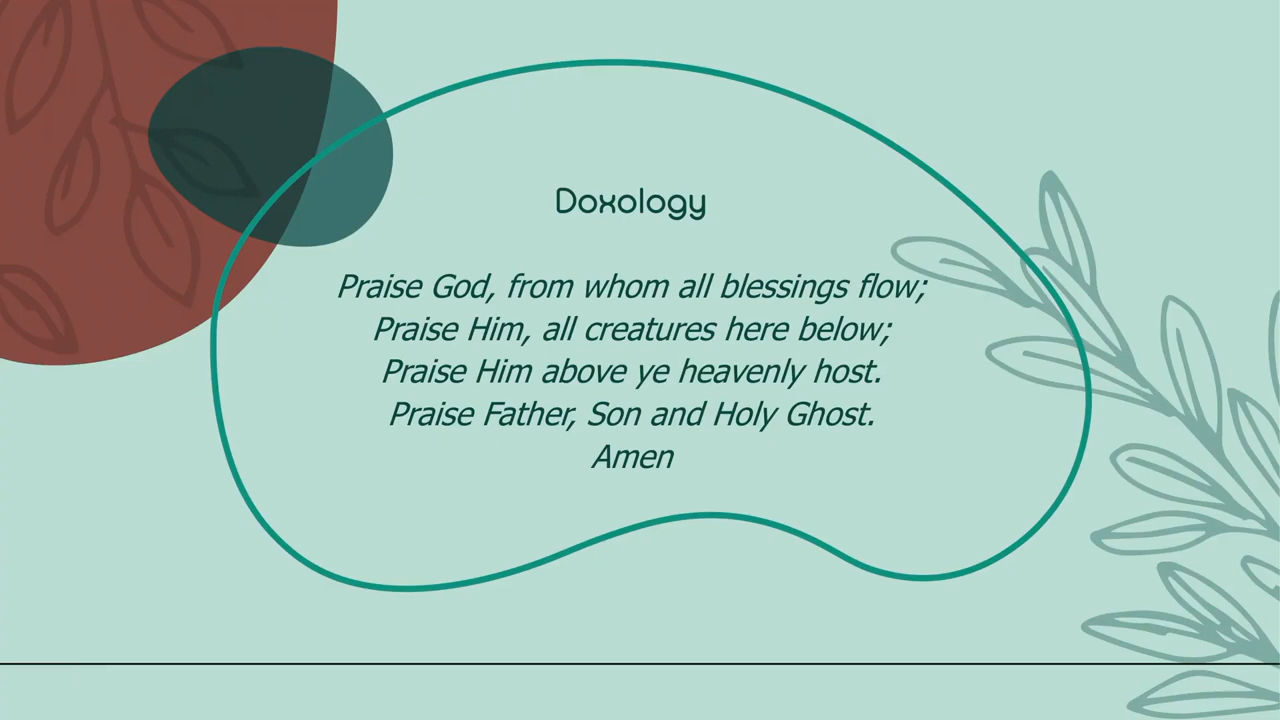 Doxology
Praise God, from whom all blessings flow;
Praise Him, all creatures here below;
Praise Him above ye heavenly host.
Praise Father, Son and Holy Ghost.
Amen